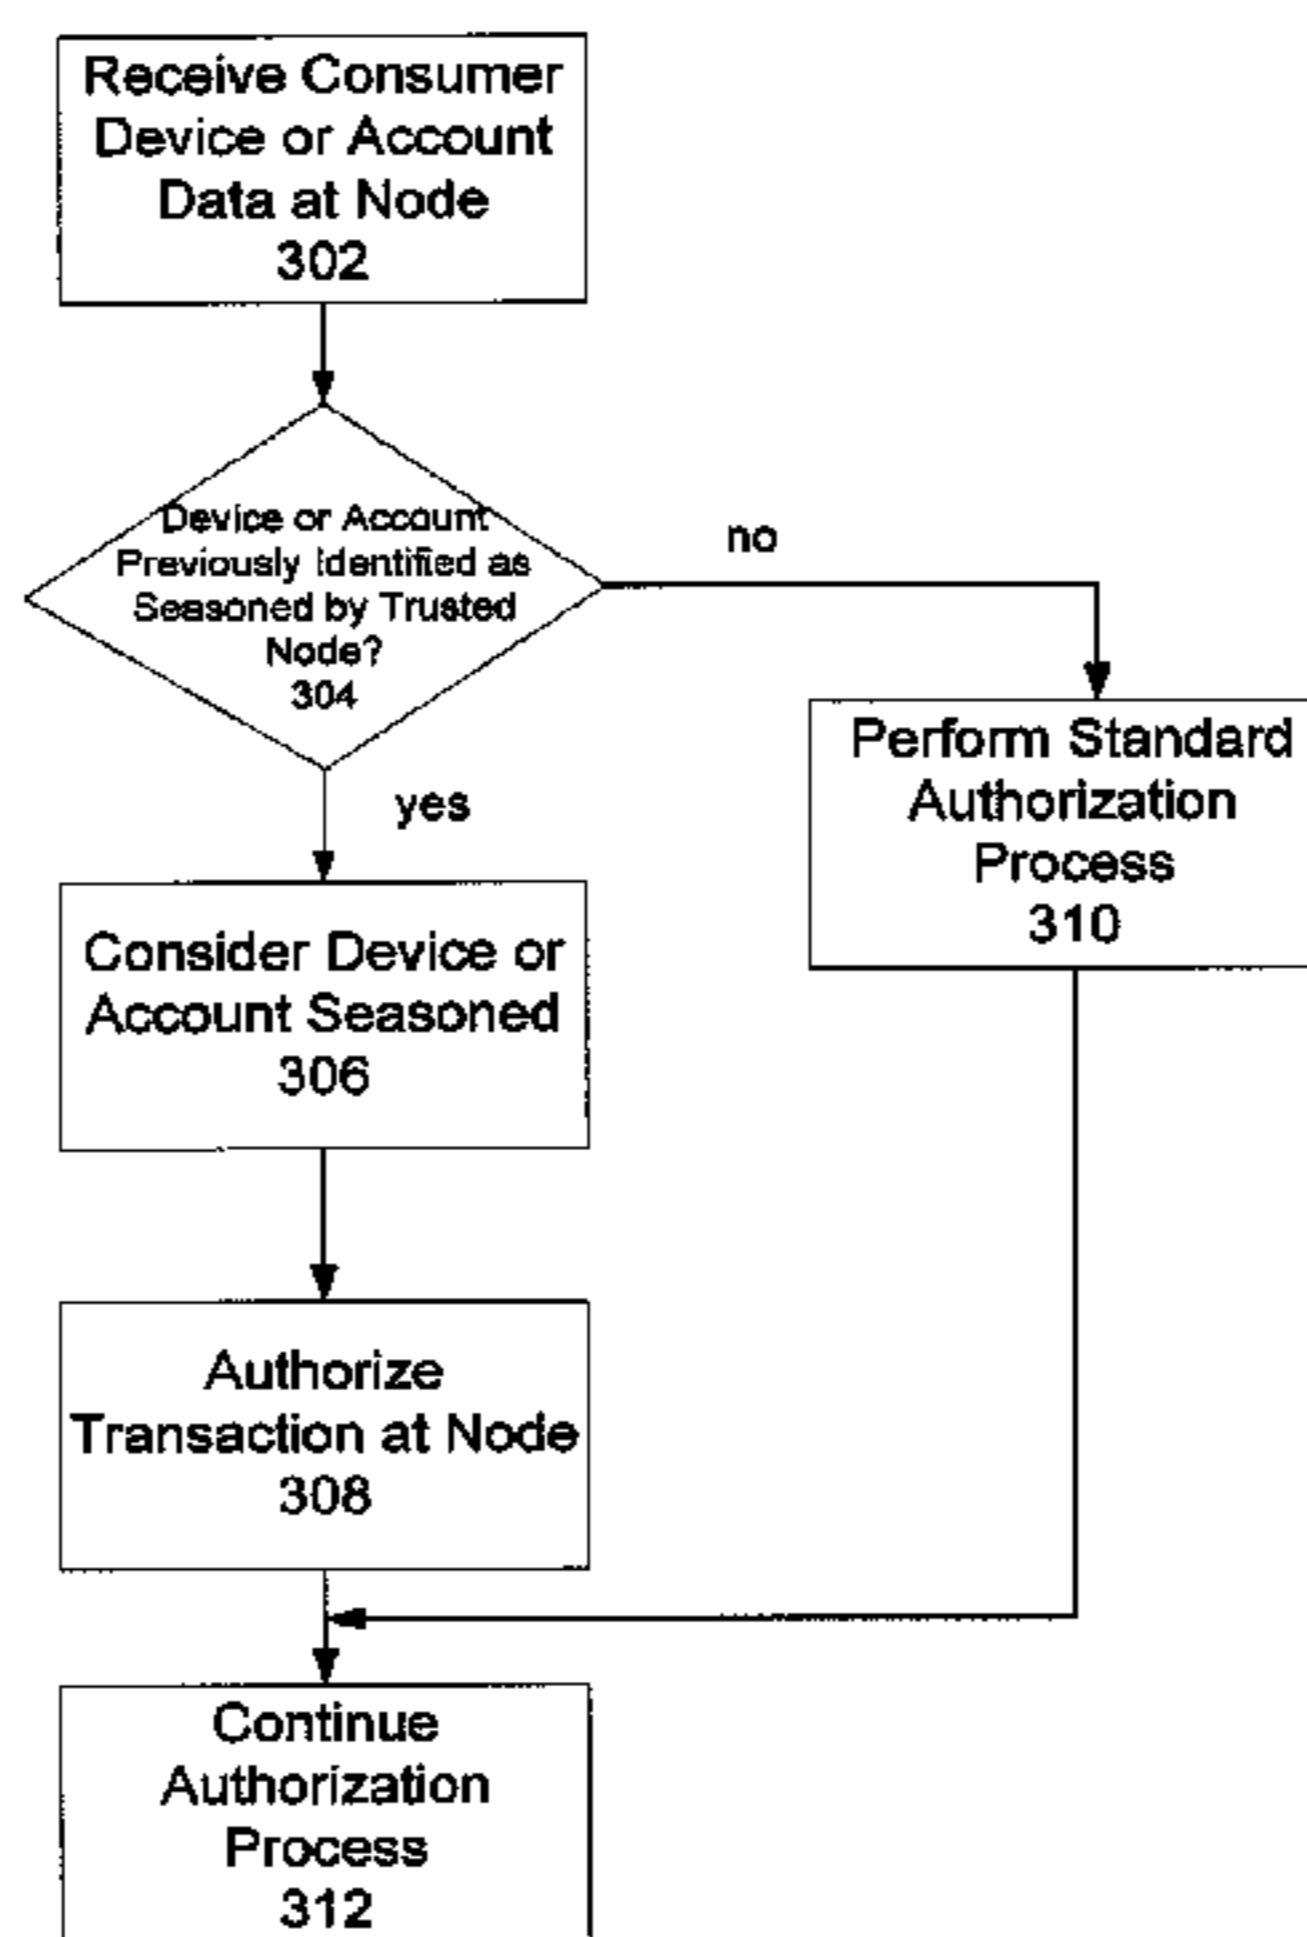 Receive Consumer
Device or Account
Data at Node
302
Device or Account
Previously Identified as
Seasoned by Trusted
Node?
304
no
yes
Perform Standard
Authorization
Process
310
Consider Device or
Account Seasoned
306
Authorize
Transaction at Node
308
Continue
Authorization
Process
312